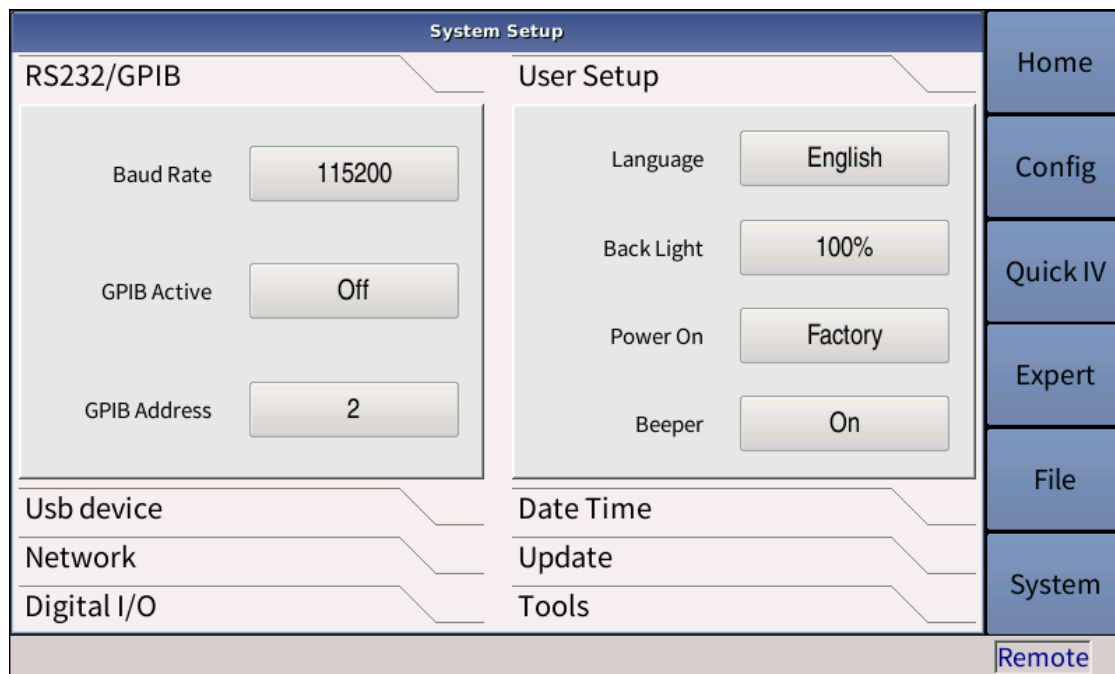 System Setup
RS232/GPIB
Baud Rate 115200
GPIB Active Off
GPIB Address 2
Usb device
Network
Digital I/O
User Setup
Language English
Back Light 100%
Power On Factory
Beeper On
Date Time
Update
Tools
Home
Config
Quick IV
Expert
File
System
Remote